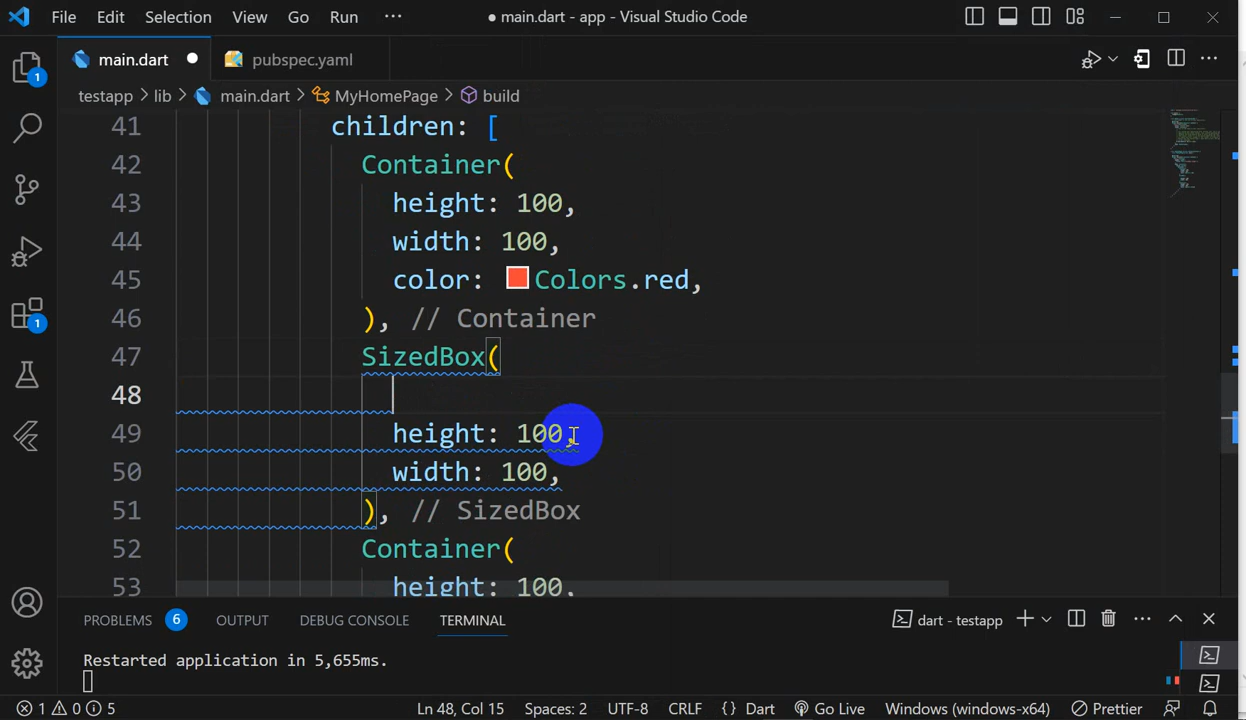 File Edit Selection View Go Run ··· ● main.dart - app - Visual Studio Code
main.dart ● pubspec.yaml
testapp > lib > main.dart > MyHomePage > build
41 children: [
42 Container(
43 height: 100,
44 width: 100,
45 color: Colors.red,
46 ), // Container
47 SizedBox(
48
49 height: 100,
50 width: 100,
51 ), // SizedBox
52 Container(
53 height: 100,
1
1
PROBLEMS 6 OUTPUT DEBUG CONSOLE TERMINAL dart - testapp
Restarted application in 5,655ms.
1 0 5 Ln 48, Col 15 Spaces: 2 UTF-8 CRLF {} Dart Go Live Windows (windows-x64) Prettier